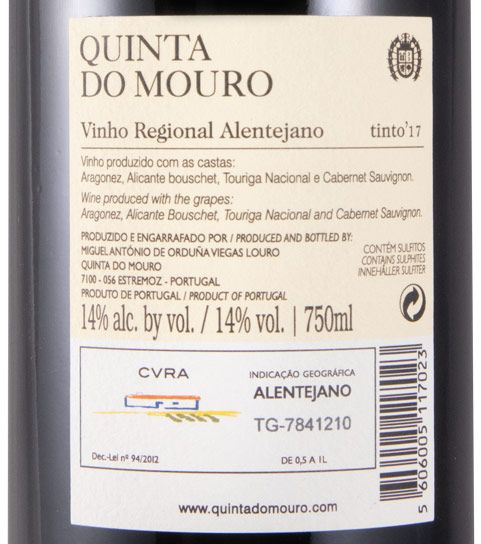 QUINTA
DO MOURO
Vinho Regional Alentejano tinto'17
Vinho produzido com as castas:
Aragonez, Alicante bouschet, Touriga Nacional e Cabernet Sauvignon.
Wine produced with the grapes:
Aragonez, Alicante Bouschet, Touriga Nacional and Cabernet Sauvignon.
PRODUZIDO E ENGARRAFADO POR / PRODUCED AND BOTTLED BY:
MIGUEL ANTÓNIO DE ORDUÑA VIEGAS LOURO
QUINTA DO MOURO
7100 - 056 ESTREMOZ - PORTUGAL
PRODUTO DE PORTUGAL / PRODUCT OF PORTUGAL
CONTÉM SULFITOS
CONTAINS SULPHITES
INNEHÅLLER SULFITER
14% alc. by vol. / 14% vol. | 750ml
CVRA
Dec.-Lei nº 94/2012
INDICAÇÃO GEOGRÁFICA
ALENTEJANO
TG-7841210
DE 0,5 A 1L
5 606005 117023
www.quintadomouro.com